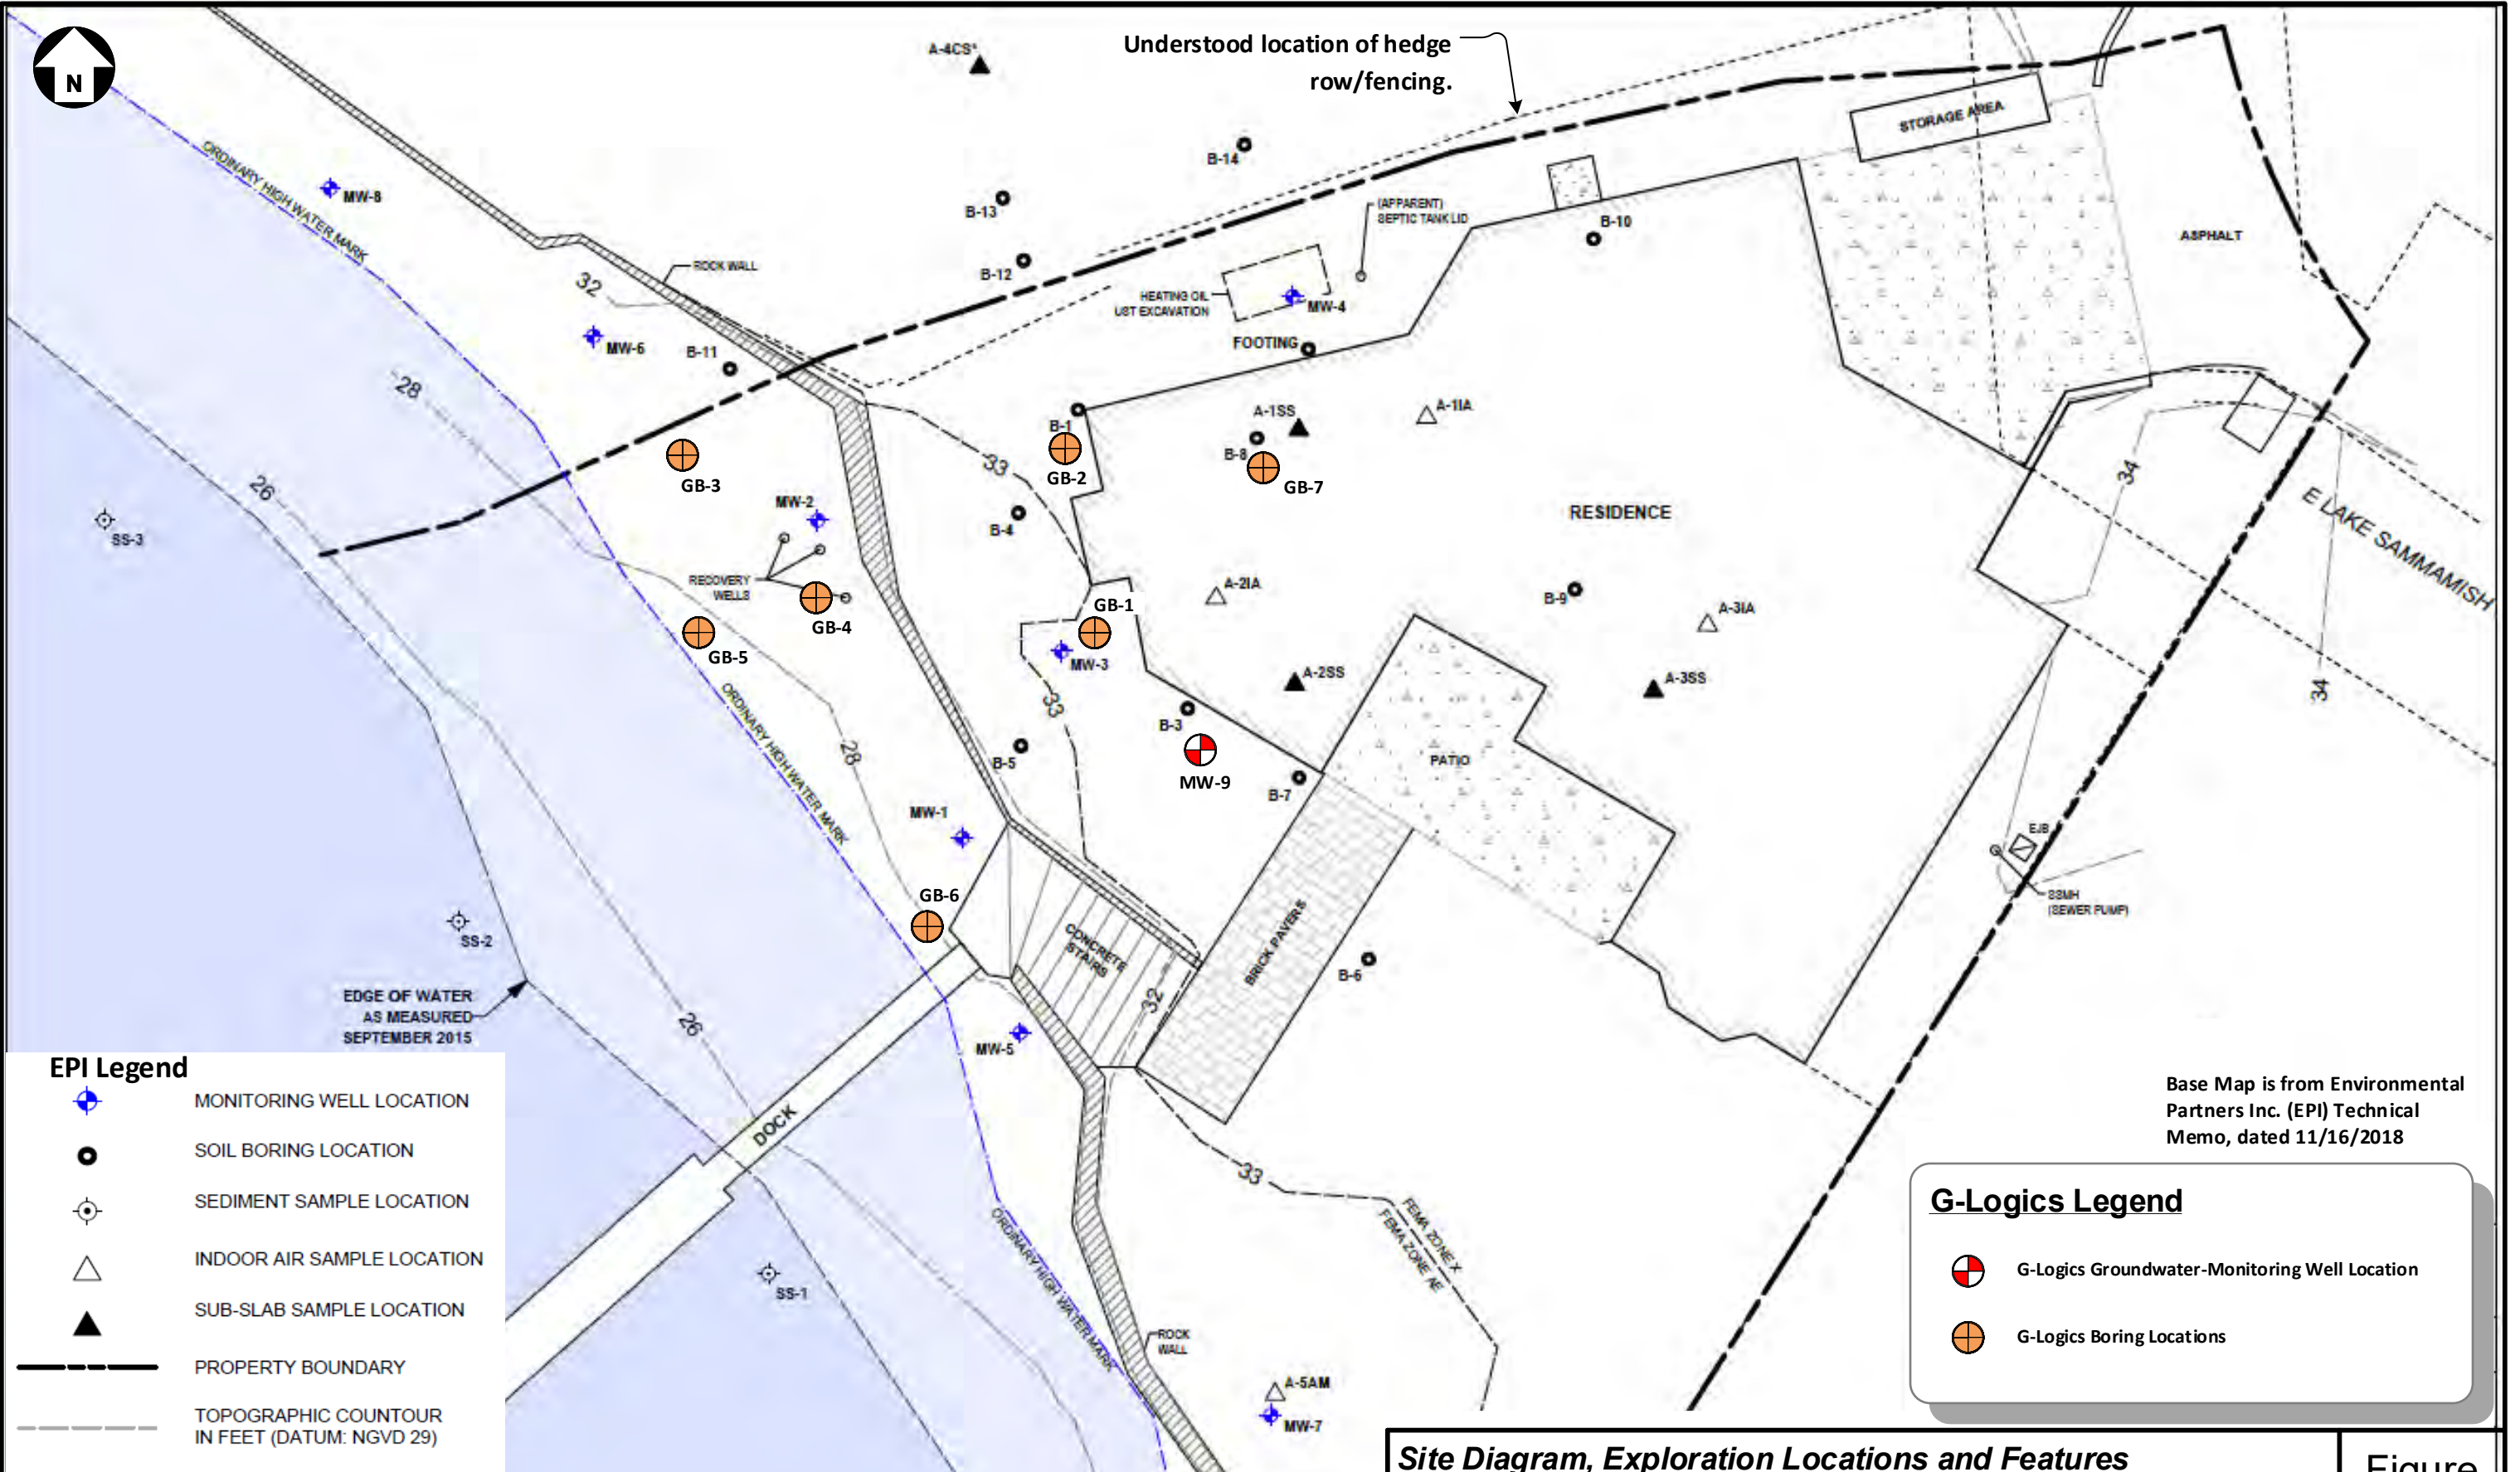 N
Understood location of hedge
row/fencing.
A-4CS*
STORAGE AREA
B-14
ORDINARY HIGH WATER MARK
MW-8
B-13
(APPARENT)
SEPTIC TANK LID
B-10
ASPHALT
ROCK WALL
B-12
32
HEATING OIL
UST EXCAVATION
MW-4
MW-6
B-11
FOOTING
28
A-1SS
A-1IA
B-1
B-8
33
GB-2
GB-7
GB-3
34
26
MW-2
B-4
RESIDENCE
E LAKE SAMMAMISH
SS-3
RECOVERY
WELLS
A-2IA
B-9
A-3IA
GB-1
GB-4
GB-5
MW-3
A-2SS
A-3SS
34
33
ORDINARY HIGH WATER MARK
B-3
28
B-5
MW-9
PATIO
B-7
MW-1
EJB
GB-6
SSMH
(SEWER PUMP)
SS-2
CONCRETE
STAIRS
BRICK PAVERS
B-6
EDGE OF WATER
AS MEASURED
SEPTEMBER 2015
32
26
MW-5
DOCK
33
FEMA ZONE X
FEMA ZONE AE
ORDINARY HIGH WATER MARK
SS-1
ROCK
WALL
A-5AM
MW-7
EPI Legend
MONITORING WELL LOCATION
SOIL BORING LOCATION
SEDIMENT SAMPLE LOCATION
INDOOR AIR SAMPLE LOCATION
SUB-SLAB SAMPLE LOCATION
PROPERTY BOUNDARY
TOPOGRAPHIC COUNTOUR
IN FEET (DATUM: NGVD 29)
Base Map is from Environmental
Partners Inc. (EPI) Technical
Memo, dated 11/16/2018
G-Logics Legend
G-Logics Groundwater-Monitoring Well Location
G-Logics Boring Locations
Site Diagram, Exploration Locations and Features
Figure